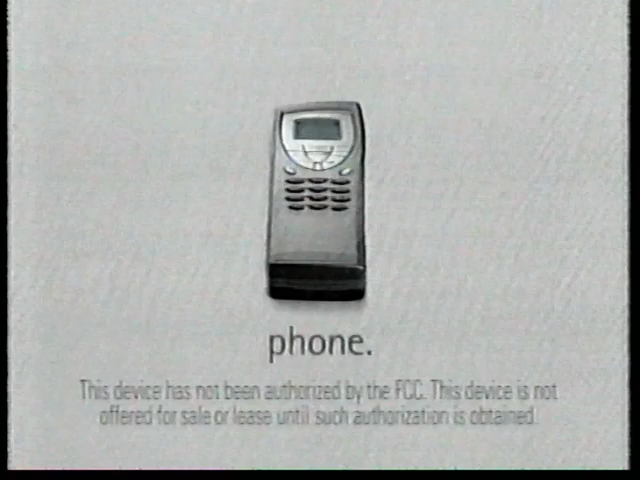 phone.
This device has not been authorized by the FCC. This device is not
offered for sale or lease until such authorization is obtained.